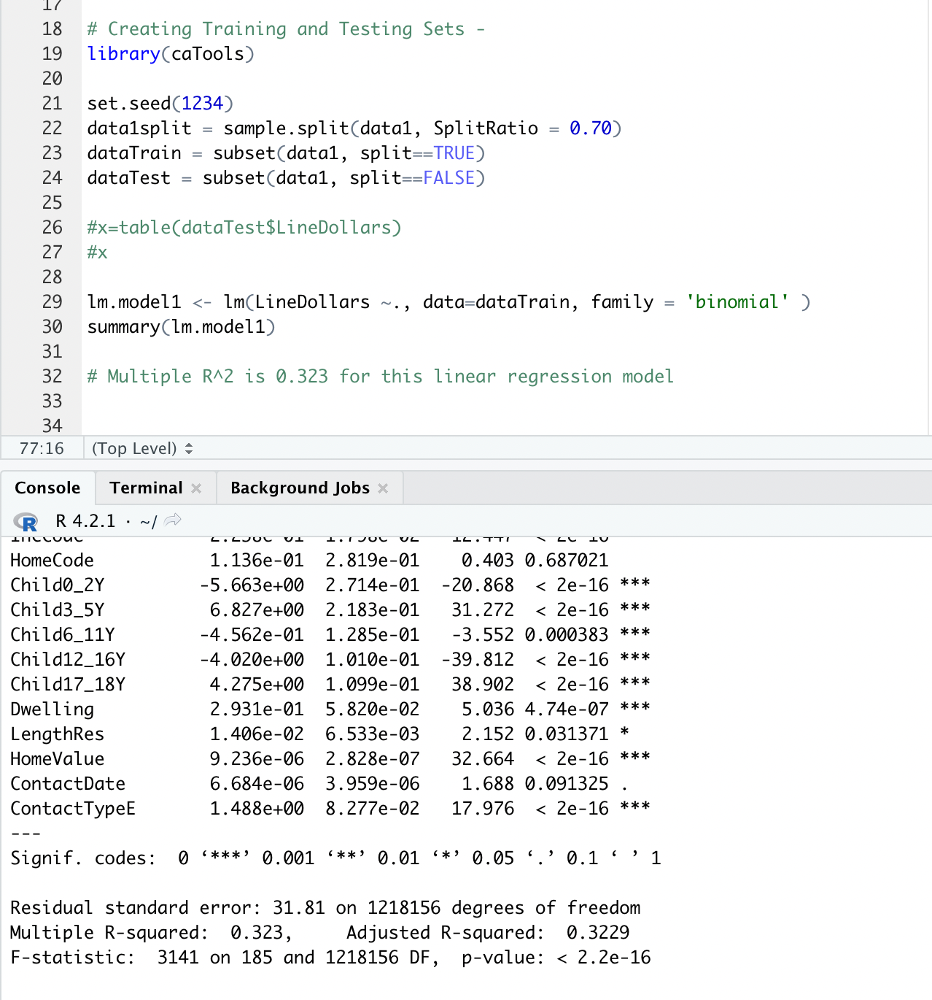 17
18 # Creating Training and Testing Sets -
19 library(caTools)
20
21 set.seed(1234)
22 data1split = sample.split(data1, SplitRatio = 0.70)
23 dataTrain = subset(data1, split==TRUE)
24 dataTest = subset(data1, split==FALSE)
25
26 #x=table(dataTest$LineDollars)
27 #x
28
29 lm.model1 <- lm(LineDollars ~., data=dataTrain, family = 'binomial' )
30 summary(lm.model1)
31
32 # Multiple R^2 is 0.323 for this linear regression model
33
34
77:16 (Top Level)
Console Terminal Background Jobs
R R 4.2.1 · ~/
HomeCode 1.136e-01 2.819e-01 0.403 0.687021
Child0_2Y -5.663e+00 2.714e-01 -20.868 < 2e-16 ***
Child3_5Y 6.827e+00 2.183e-01 31.272 < 2e-16 ***
Child6_11Y -4.562e-01 1.285e-01 -3.552 0.000383 ***
Child12_16Y -4.020e+00 1.010e-01 -39.812 < 2e-16 ***
Child17_18Y 4.275e+00 1.099e-01 38.902 < 2e-16 ***
Dwelling 2.931e-01 5.820e-02 5.036 4.74e-07 ***
LengthRes 1.406e-02 6.533e-03 2.152 0.031371 *
HomeValue 9.236e-06 2.828e-07 32.664 < 2e-16 ***
ContactDate 6.684e-06 3.959e-06 1.688 0.091325 .
ContactTypeE 1.488e+00 8.277e-02 17.976 < 2e-16 ***
---
Signif. codes: 0 ‘***’ 0.001 ‘**’ 0.01 ‘*’ 0.05 ‘.’ 0.1 ‘ ’ 1
Residual standard error: 31.81 on 1218156 degrees of freedom
Multiple R-squared: 0.323, Adjusted R-squared: 0.3229
F-statistic: 3141 on 185 and 1218156 DF, p-value: < 2.2e-16